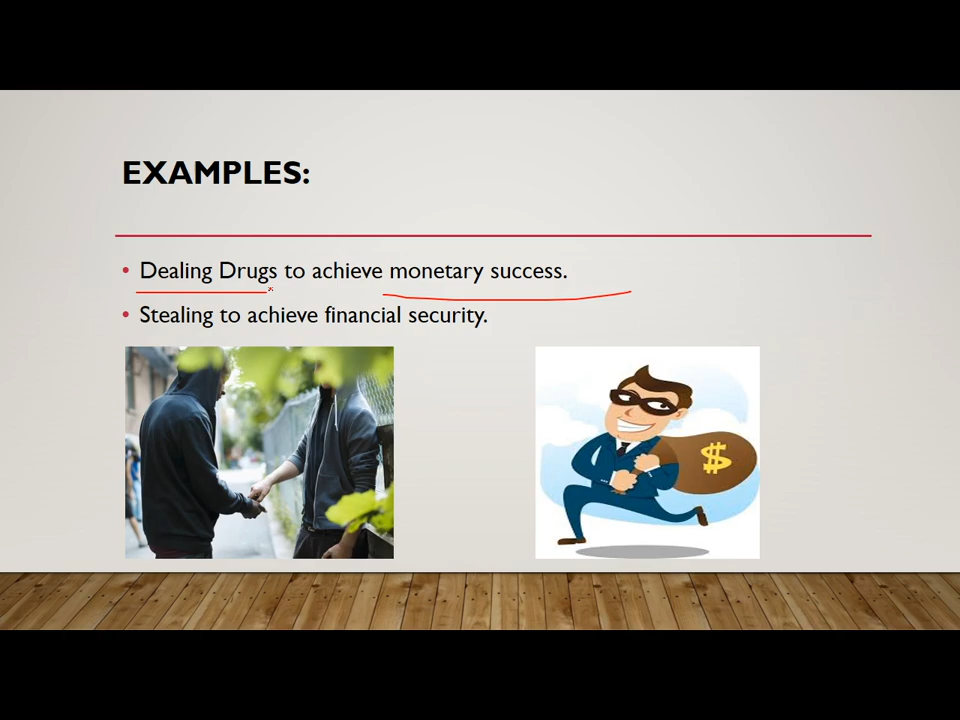 EXAMPLES:
• Dealing Drugs to achieve monetary success.
• Stealing to achieve financial security.
$